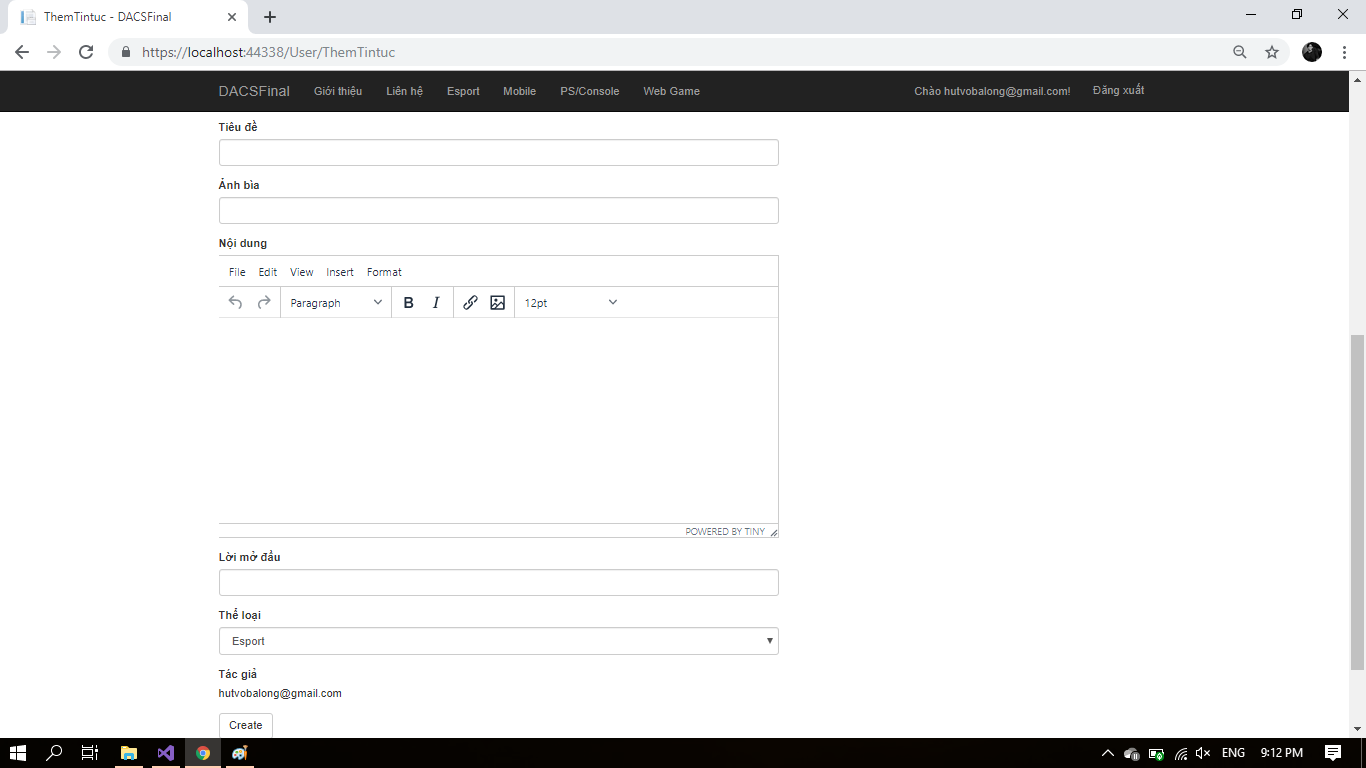 ThemTintuc - DACSFinal
https://localhost:44338/User/ThemTintuc
DACSFinal Giới thiệu Liên hệ Esport Mobile PS/Console Web Game Chào hutvobalong@gmail.com! Đăng xuất
Tiêu đề
Ảnh bìa
Nội dung
File Edit View Insert Format
Paragraph B I 12pt
POWERED BY TINY
Lời mở đầu
Thể loại
Esport
Tác giả
hutvobalong@gmail.com
Create
ENG 9:12 PM